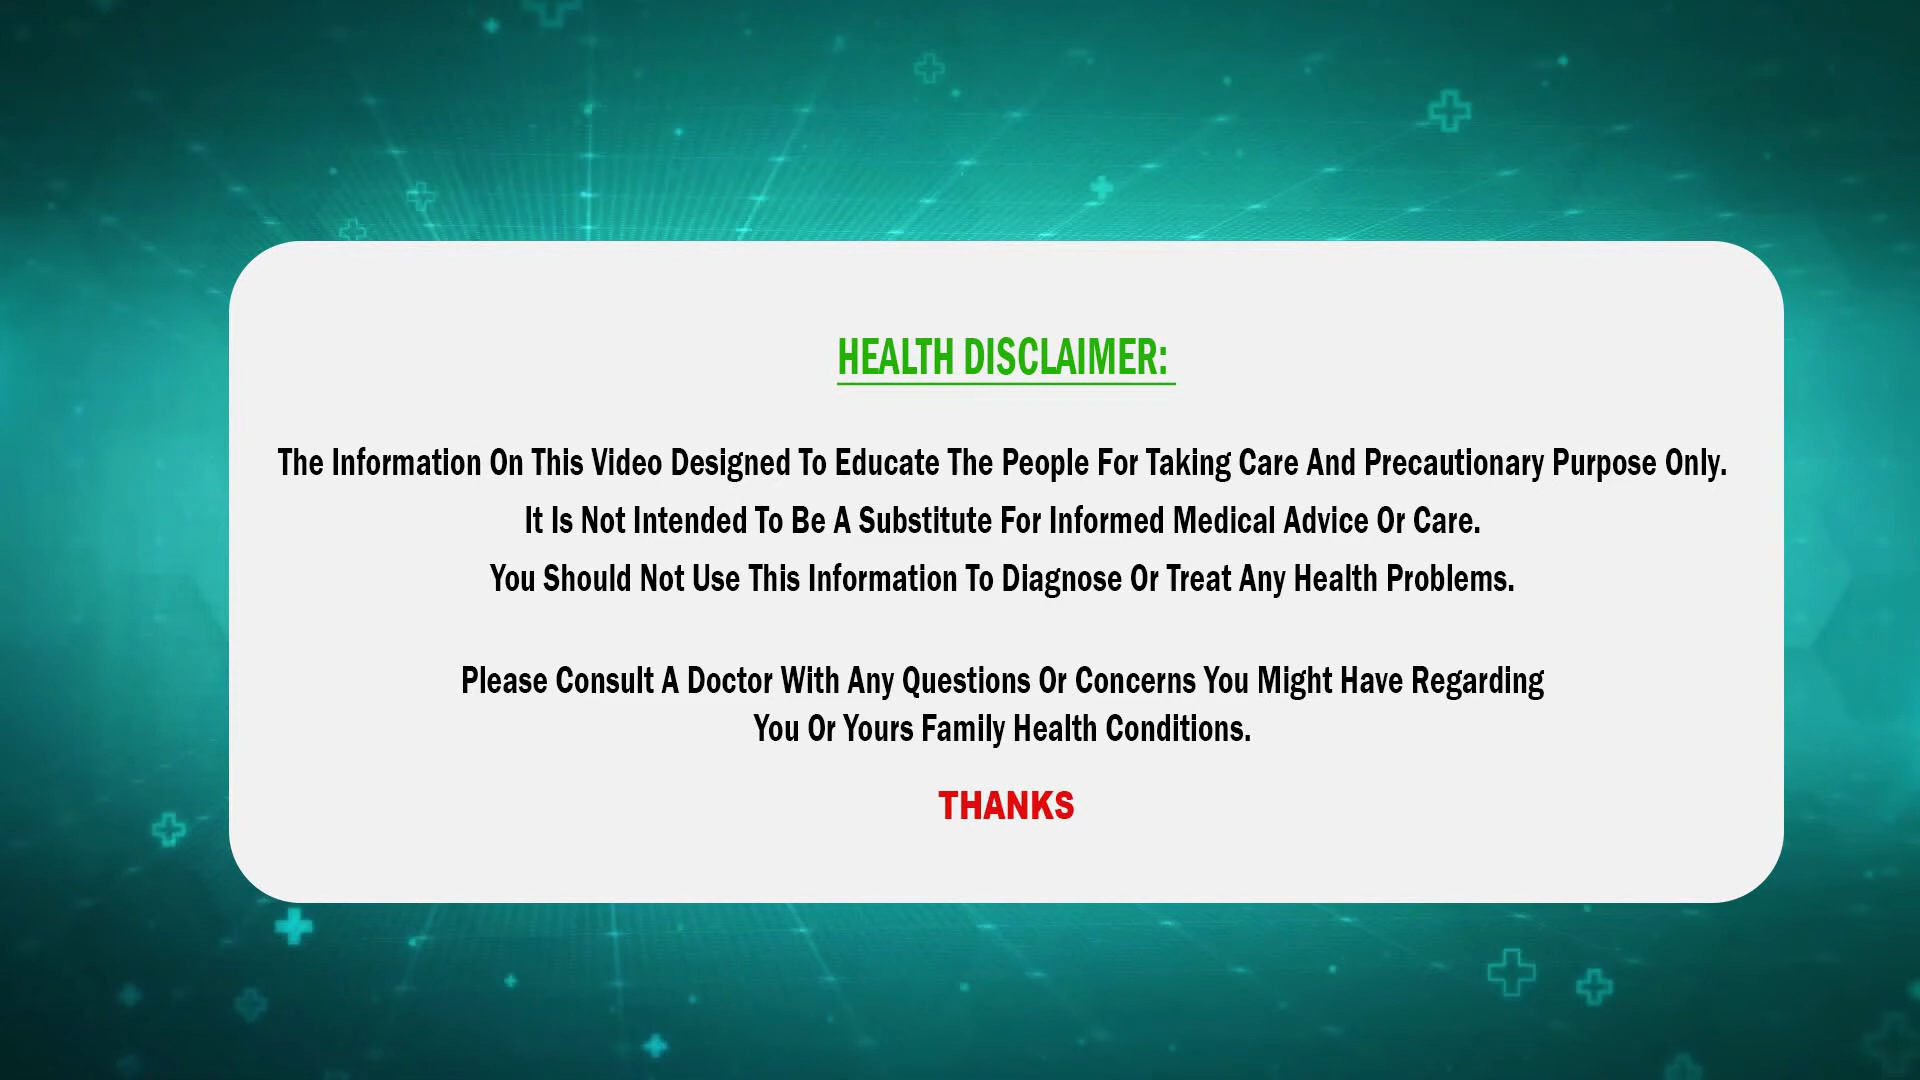 HEALTH DISCLAIMER:
The Information On This Video Designed To Educate The People For Taking Care And Precautionary Purpose Only.
It Is Not Intended To Be A Substitute For Informed Medical Advice Or Care.
You Should Not Use This Information To Diagnose Or Treat Any Health Problems.
Please Consult A Doctor With Any Questions Or Concerns You Might Have Regarding
You Or Yours Family Health Conditions.
THANKS